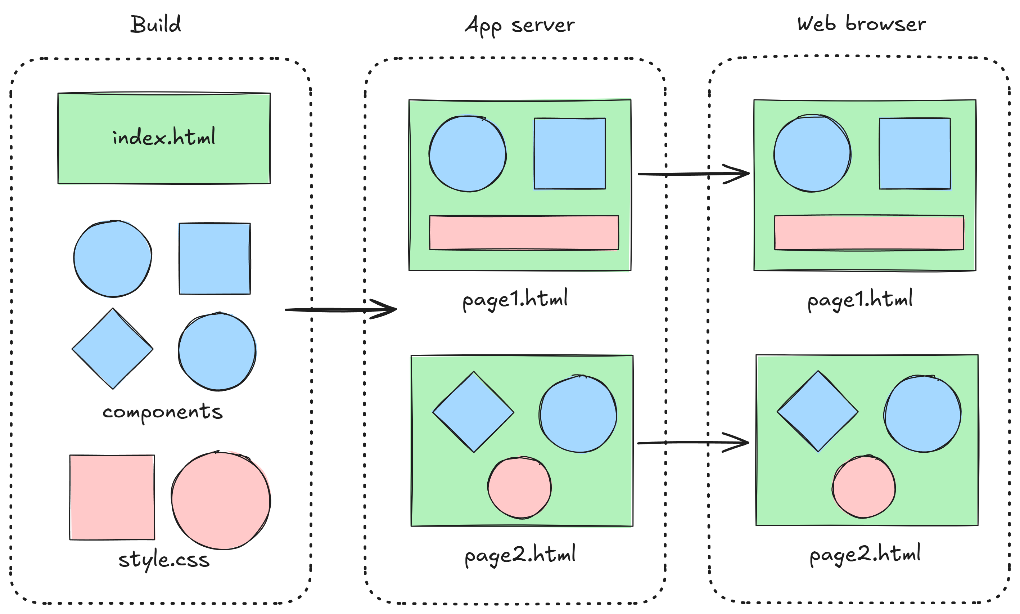 Build
App server
Web browser
index.html
components
style.css
page1.html
page2.html
page1.html
page2.html